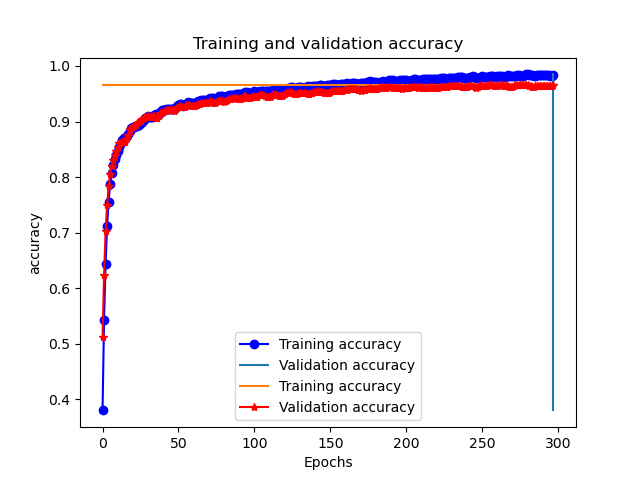 Training and validation accuracy
1.0
0.9
0.8
0.7
0.6
0.5
0.4
accuracy
Training accuracy
Validation accuracy
Training accuracy
Validation accuracy
0 50 100 150 200 250 300
Epochs